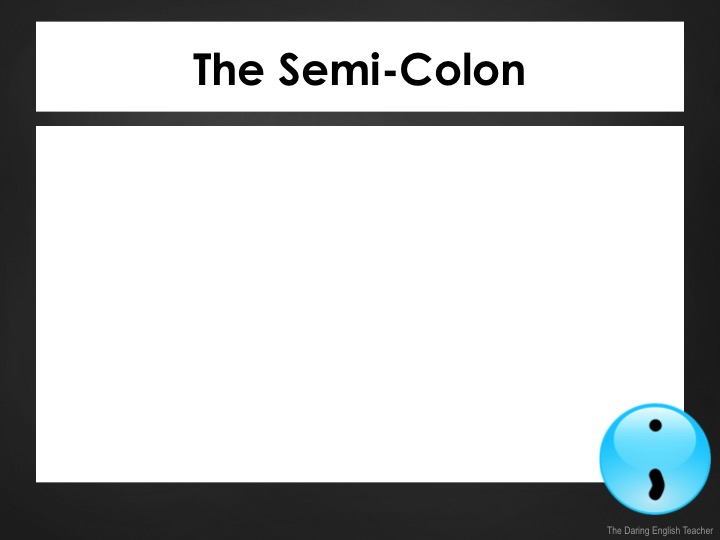 The Semi-Colon
;
The Daring English Teacher